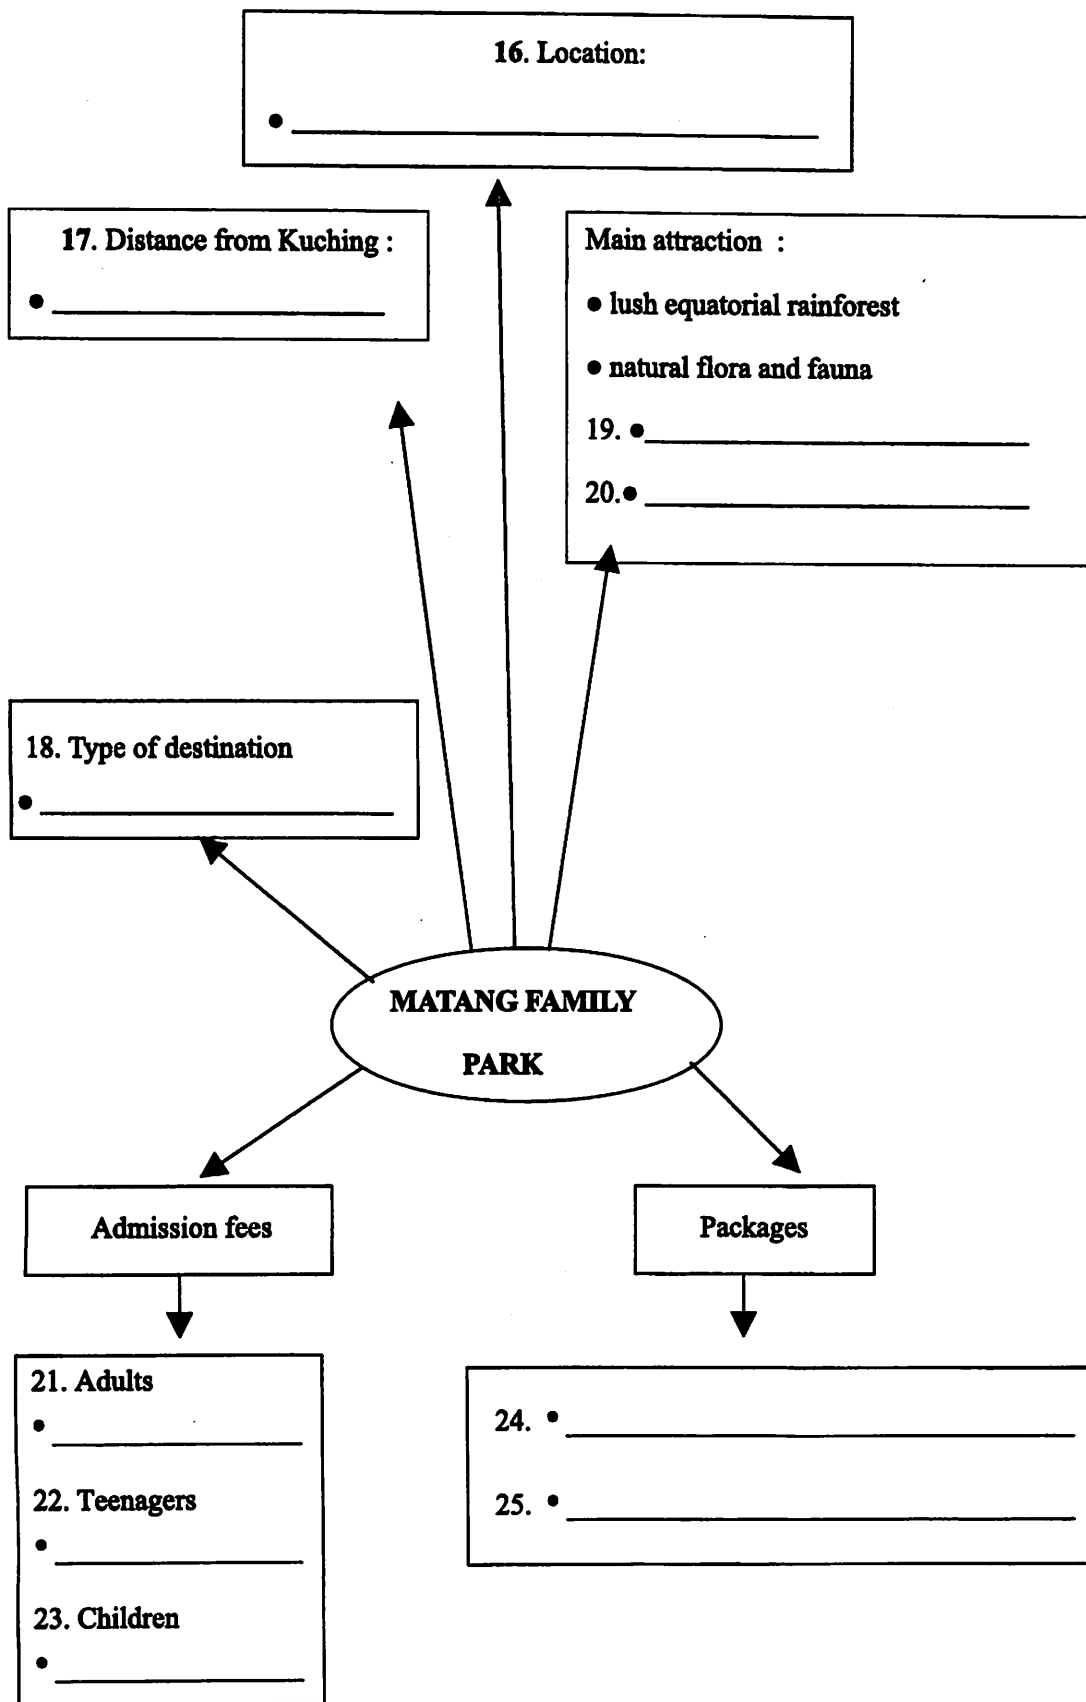 16. Location:
●
17. Distance from Kuching :
●
Main attraction :
● lush equatorial rainforest
● natural flora and fauna
19. ●
20.●
18. Type of destination
●
MATANG FAMILY
PARK
Admission fees
Packages
21. Adults
●
22. Teenagers
●
23. Children
●
24. ●
25. ●